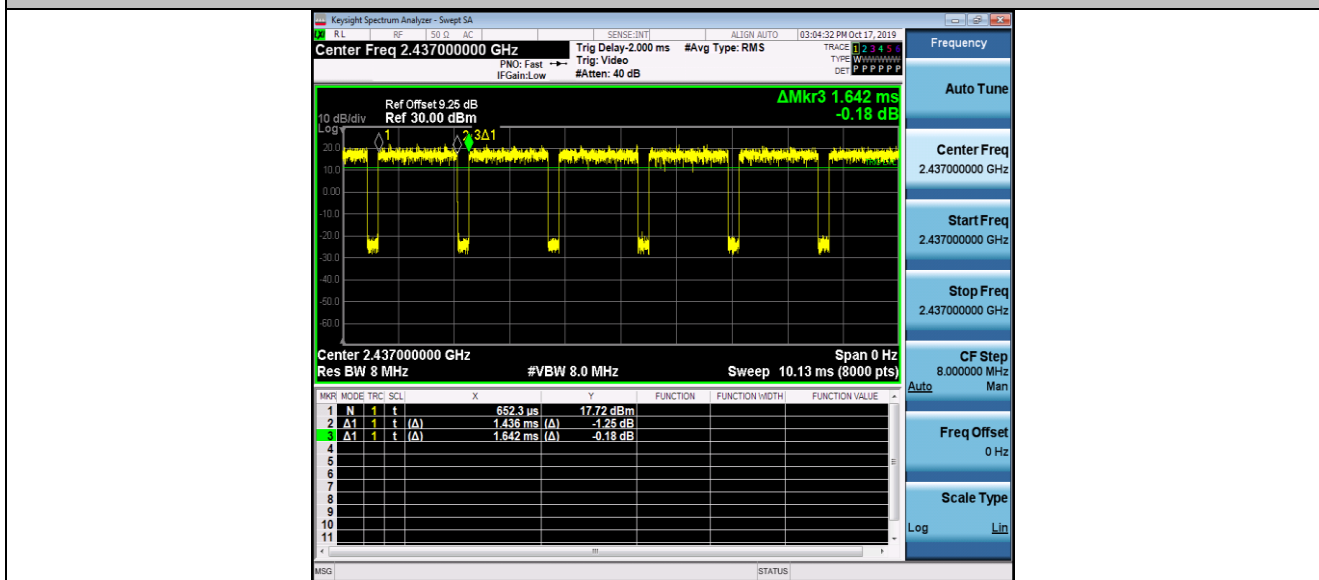 Keysight Spectrum Analyzer - Swept SA
RL RF 50 Ω AC SENSE:INT ALIGN AUTO 03:04:32 PM Oct 17, 2019
Center Freq 2.437000000 GHz
PNO: Fast
IFGain:Low
Trig Delay-2.000 ms #Avg Type: RMS
Trig: Video
#Atten: 40 dB
TRACE 1 2 3 4 5 6
TYPE WWWWWW
DET P P P P P P
Frequency
Auto Tune
Center Freq
2.437000000 GHz
Start Freq
2.437000000 GHz
Stop Freq
2.437000000 GHz
CF Step
8.000000 MHz
Auto Man
Freq Offset
0 Hz
Scale Type
Log Lin
ΔMkr3 1.642 ms
-0.18 dB
Ref Offset 9.25 dB
10 dB/div Ref 30.00 dBm
Log
1 2 3Δ1
20.0
10.0
0.00
-10.0
-20.0
-30.0
-40.0
-50.0
-60.0
Center 2.437000000 GHz Span 0 Hz
Res BW 8 MHz #VBW 8.0 MHz Sweep 10.13 ms (8000 pts)
MKR MODE TRC SCL X Y FUNCTION FUNCTION WIDTH FUNCTION VALUE
1 N 1 t 652.3 µs 17.72 dBm
2 Δ1 1 t (Δ) 1.436 ms (Δ) -1.25 dB
3 Δ1 1 t (Δ) 1.642 ms (Δ) -0.18 dB
4
5
6
7
8
9
10
11
MSG STATUS